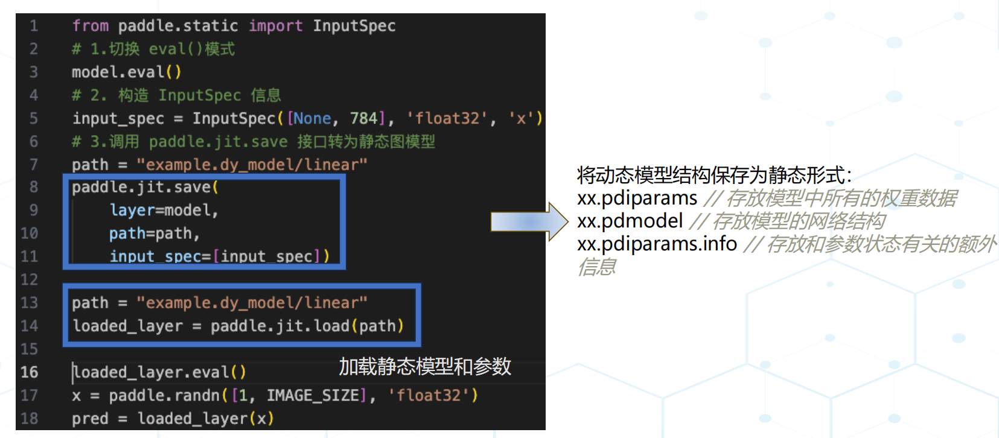 1 from paddle.static import InputSpec
2 # 1.切换 eval()模式
3 model.eval()
4 # 2. 构造 InputSpec 信息
5 input_spec = InputSpec([None, 784], 'float32', 'x')
6 # 3.调用 paddle.jit.save 接口转为静态图模型
7 path = "example.dy_model/linear"
8 paddle.jit.save(
9 layer=model,
10 path=path,
11 input_spec=[input_spec])
12
13 path = "example.dy_model/linear"
14 loaded_layer = paddle.jit.load(path)
15
16 loaded_layer.eval()
加载静态模型和参数
17 x = paddle.randn([1, IMAGE_SIZE], 'float32')
18 pred = loaded_layer(x)
将动态模型结构保存为静态形式：
xx.pdiparams // 存放模型中所有的权重数据
xx.pdmodel // 存放模型的网络结构
xx.pdiparams.info // 存放和参数状态有关的额外
信息